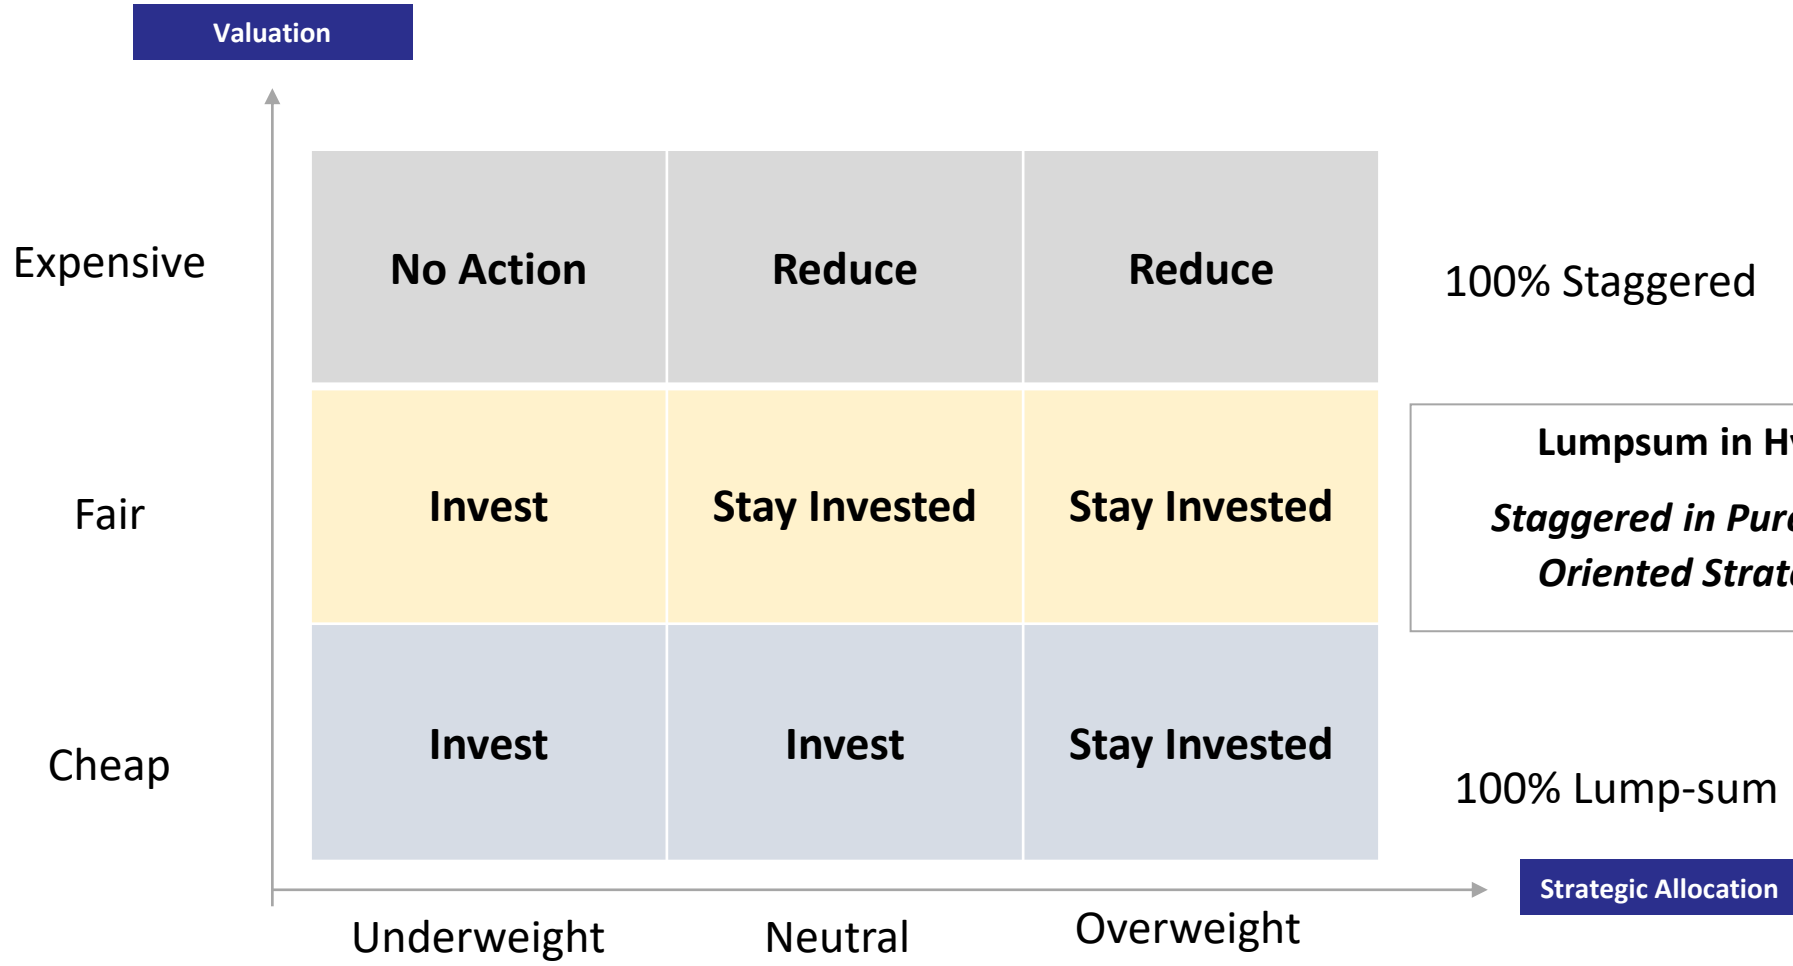 Valuation
Expensive
No Action
Reduce
Reduce
100% Staggered
Fair
Invest
Stay Invested
Stay Invested
Lumpsum in
Staggered in
Oriented
Cheap
Invest
Invest
Stay Invested
100% Lump-sum
Strategic Allocation
Underweight
Neutral
Overweight